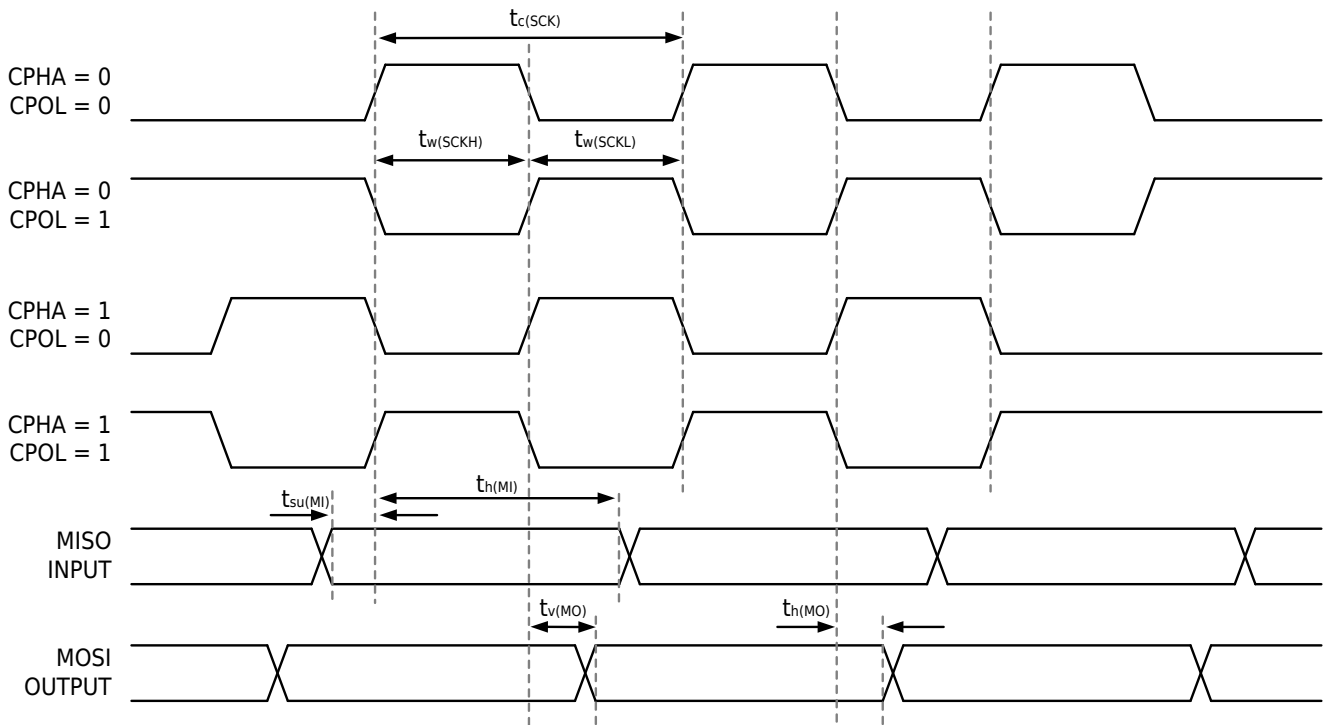 tc(SCK)
CPHA = 0
CPOL = 0
tw(SCKH)
tw(SCKL)
CPHA = 0
CPOL = 1
CPHA = 1
CPOL = 0
CPHA = 1
CPOL = 1
tsu(MI)
th(MI)
MISO
INPUT
tv(MO)
th(MO)
MOSI
OUTPUT